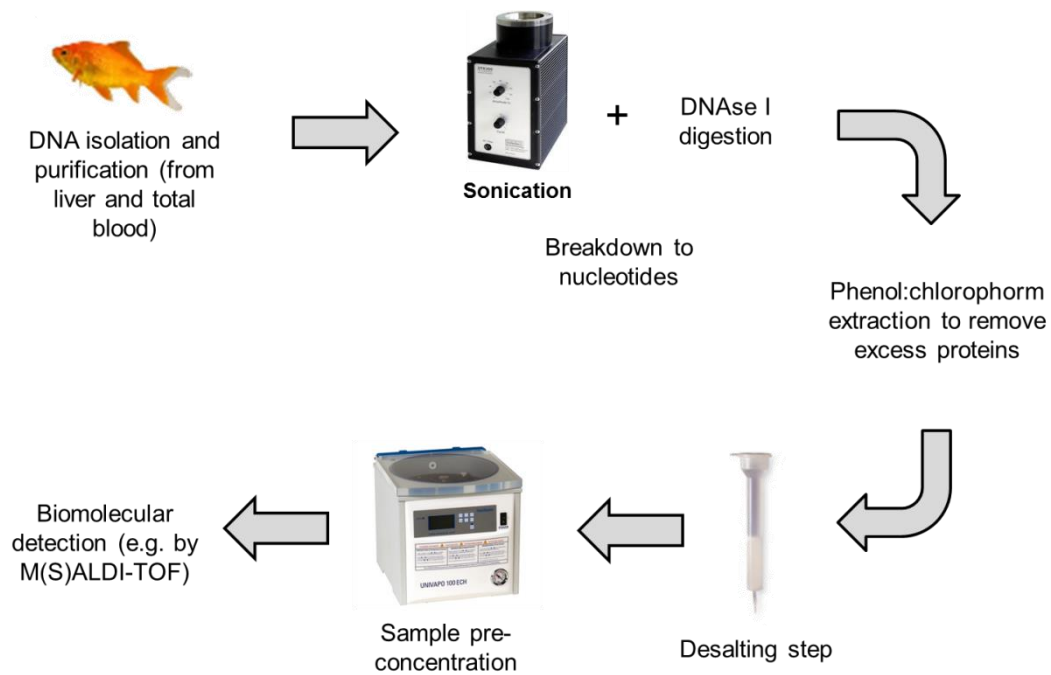 DNA isolation and
purification (from
liver and total
blood)
Sonication
+
DNAse I
digestion
Breakdown to
nucleotides
Phenol:chlorophorm
extraction to remove
excess proteins
Desalting step
UNIVAPO 100 ECH
Sample pre-
concentration
Biomolecular
detection (e.g. by
M(S)ALDI-TOF)